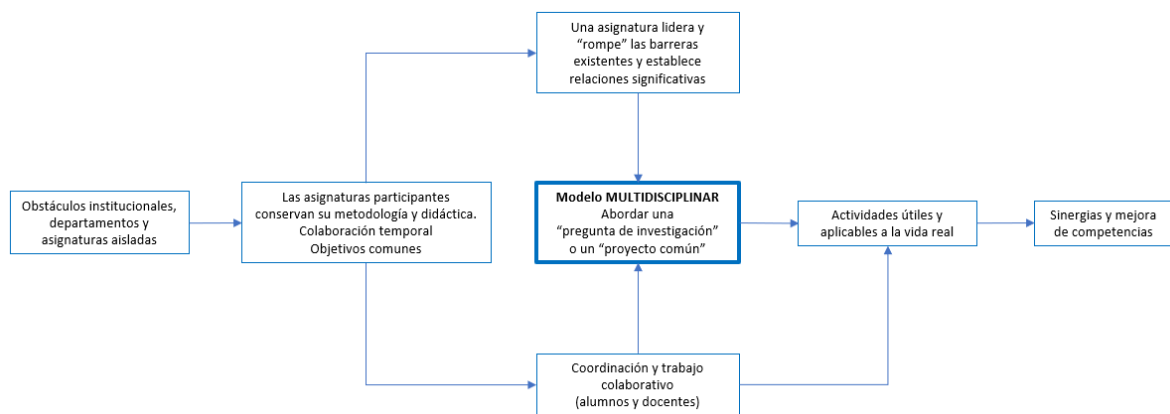 Una asignatura lidera y
“rompe” las barreras
existentes y establece
relaciones significativas
Obstáculos institucionales,
departamentos y
asignaturas aisladas
Las asignaturas participantes
conservan su metodología y didáctica.
Colaboración temporal
Objetivos comunes
Modelo MULTIDISCIPLINAR
Abordar una
“pregunta de investigación”
o un “proyecto común”
Actividades útiles y
aplicables a la vida real
Sinergias y mejora
de competencias
Coordinación y trabajo
colaborativo
(alumnos y docentes)